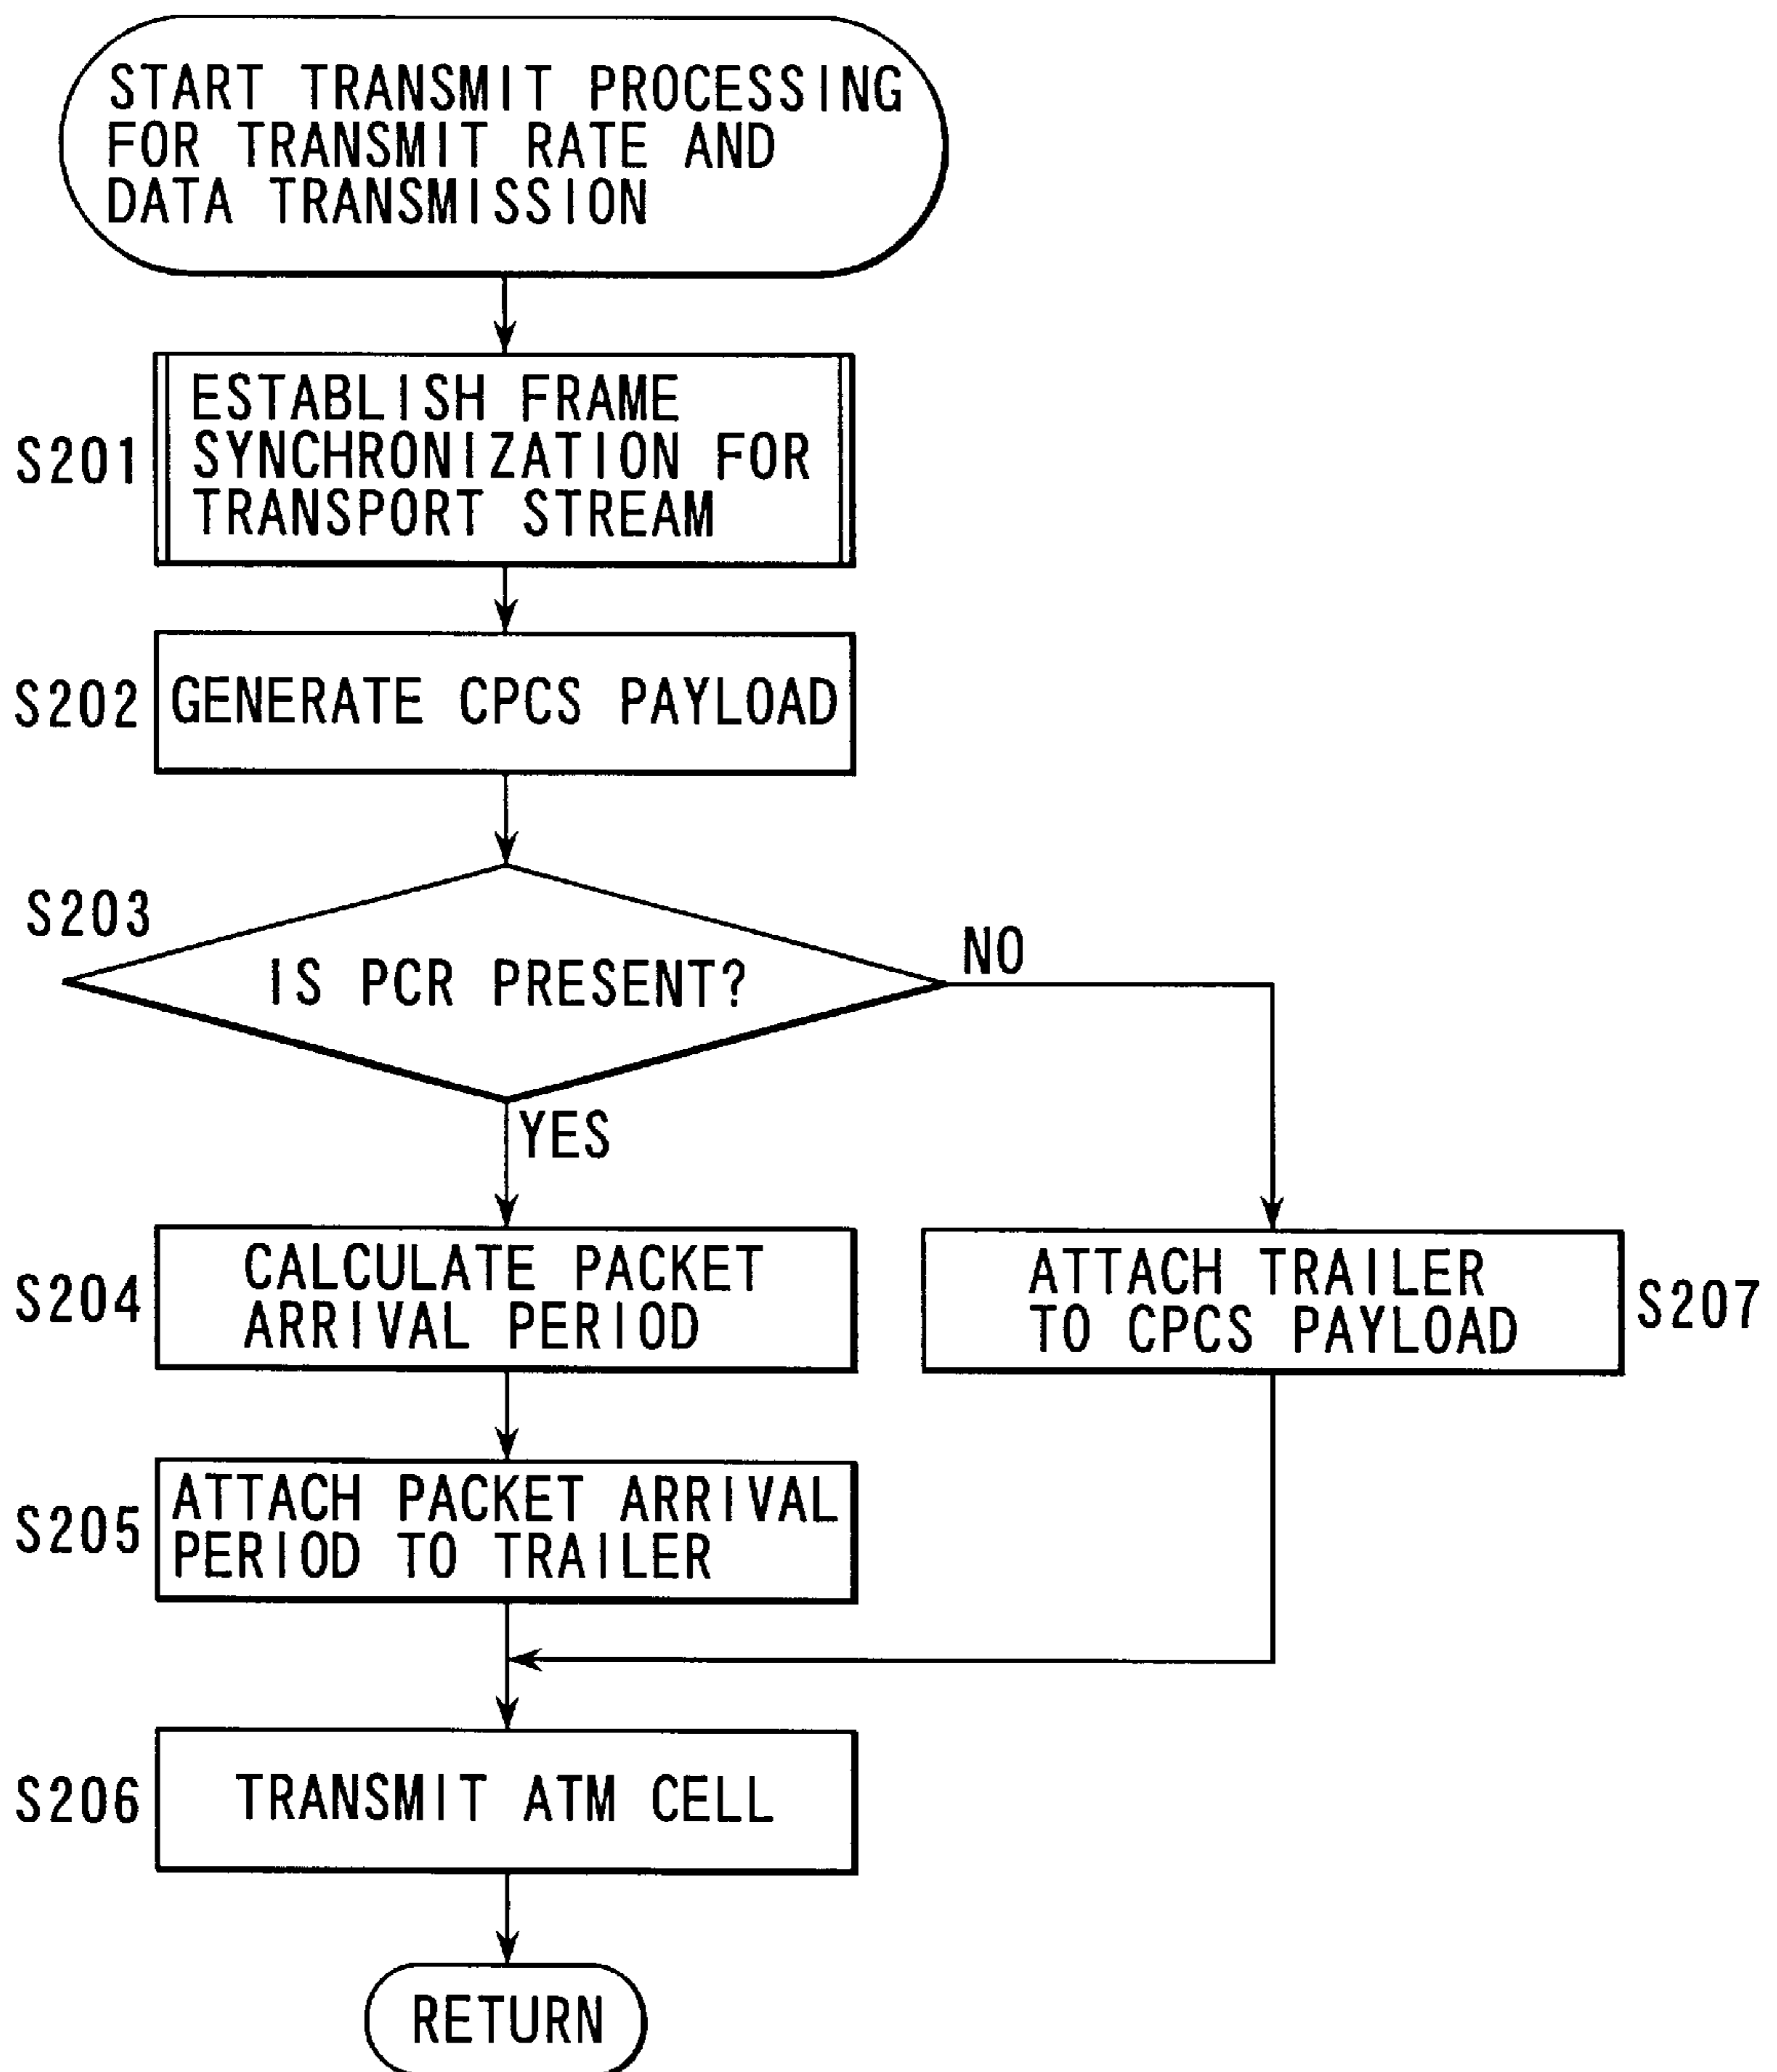 START TRANSMIT PROCESSING
FOR TRANSMIT RATE AND
DATA TRANSMISSION
S201
ESTABLISH FRAME
SYNCHRONIZATION FOR
TRANSPORT STREAM
S202
GENERATE CPCS PAYLOAD
S203
IS PCR PRESENT?
NO
YES
S204
CALCULATE PACKET
ARRIVAL PERIOD
ATTACH TRAILER
TO CPCS PAYLOAD
S207
S205
ATTACH PACKET ARRIVAL
PERIOD TO TRAILER
S206
TRANSMIT ATM CELL
RETURN